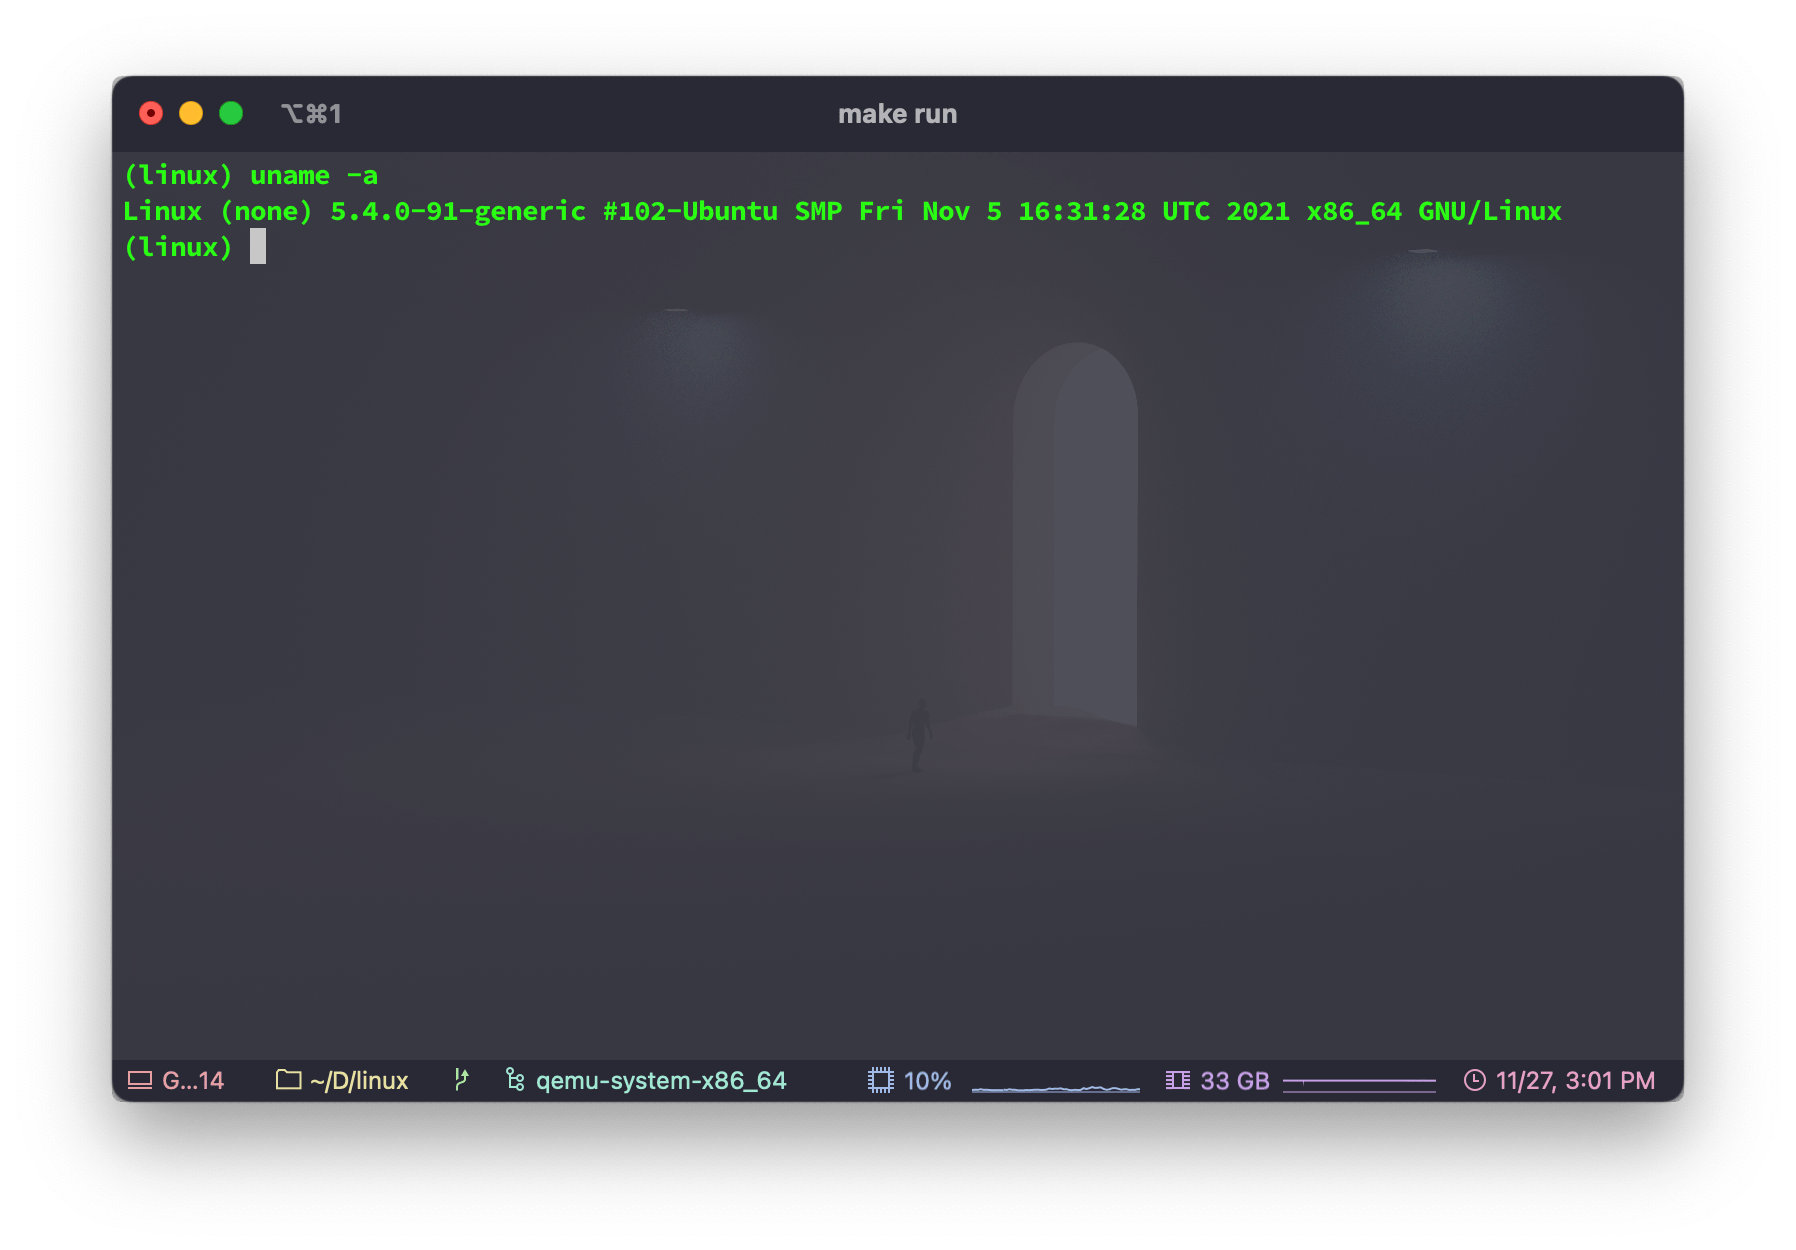 ⌥⌘1 make run
(linux) uname -a
Linux (none) 5.4.0-91-generic #102-Ubuntu SMP Fri Nov 5 16:31:28 UTC 2021 x86_64 GNU/Linux
(linux)
G...14 ~/D/linux qemu-system-x86_64 10% 33 GB 11/27, 3:01 PM